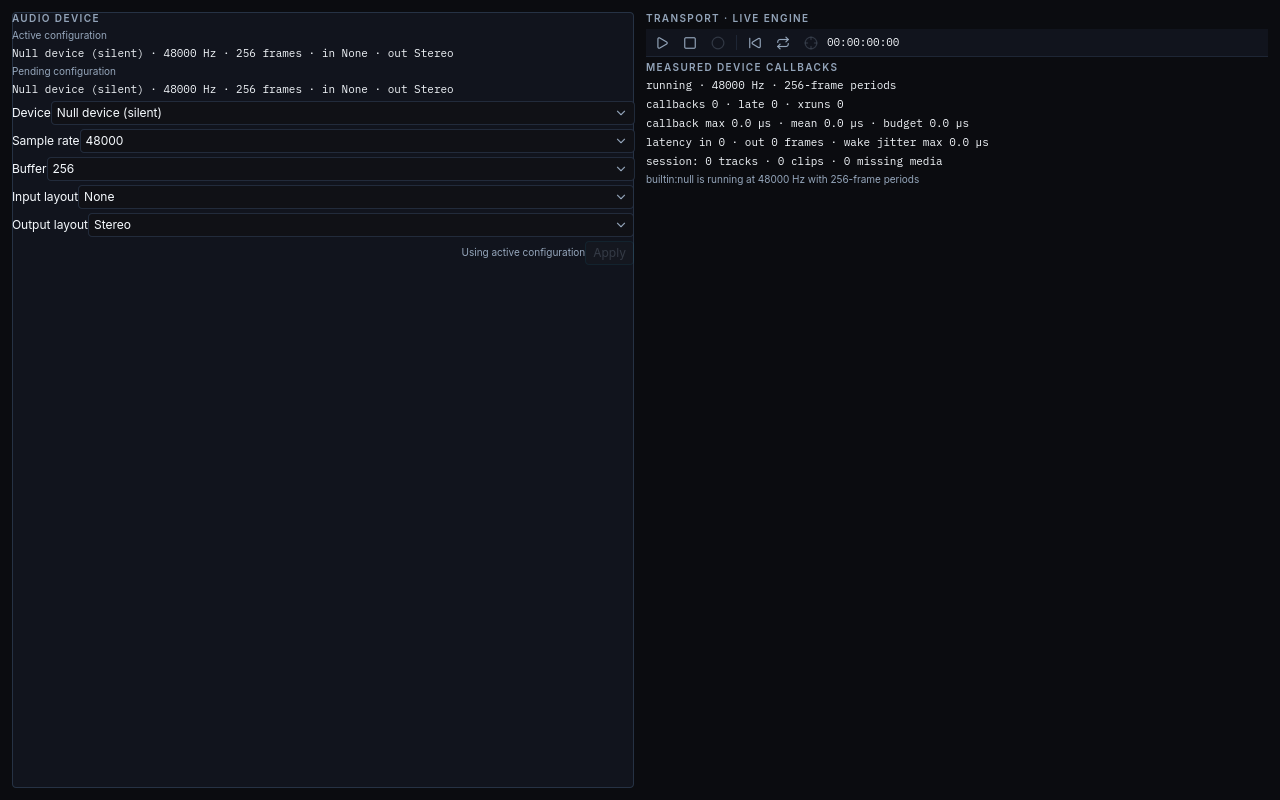 AUDIO DEVICE
Active configuration
Null device (silent) · 48000 Hz · 256 frames · in None · out Stereo
Pending configuration
Null device (silent) · 48000 Hz · 256 frames · in None · out Stereo
Device Null device (silent)
Sample rate 48000
Buffer 256
Input layout None
Output layout Stereo
Using active configuration Apply
TRANSPORT · LIVE ENGINE
00:00:00:00
MEASURED DEVICE CALLBACKS
running · 48000 Hz · 256-frame periods
callbacks 0 · late 0 · xruns 0
callback max 0.0 µs · mean 0.0 µs · budget 0.0 µs
latency in 0 · out 0 frames · wake jitter max 0.0 µs
session: 0 tracks · 0 clips · 0 missing media
builtin:null is running at 48000 Hz with 256-frame periods